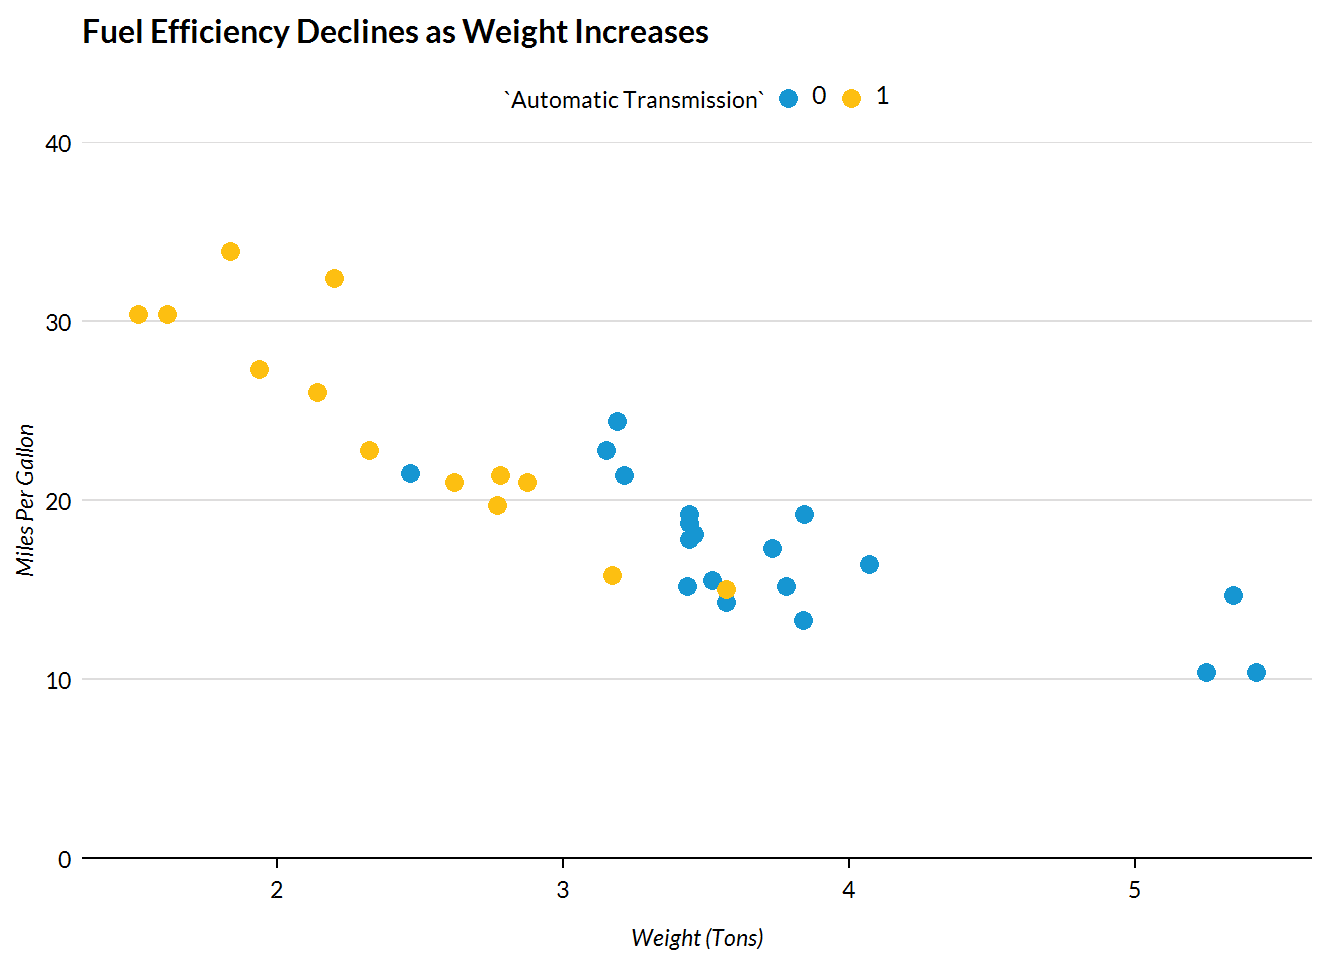 Fuel Efficiency Declines as Weight Increases
`Automatic Transmission` 0 1
40
30
20
10
0
Miles Per Gallon
2 3 4 5
Weight (Tons)